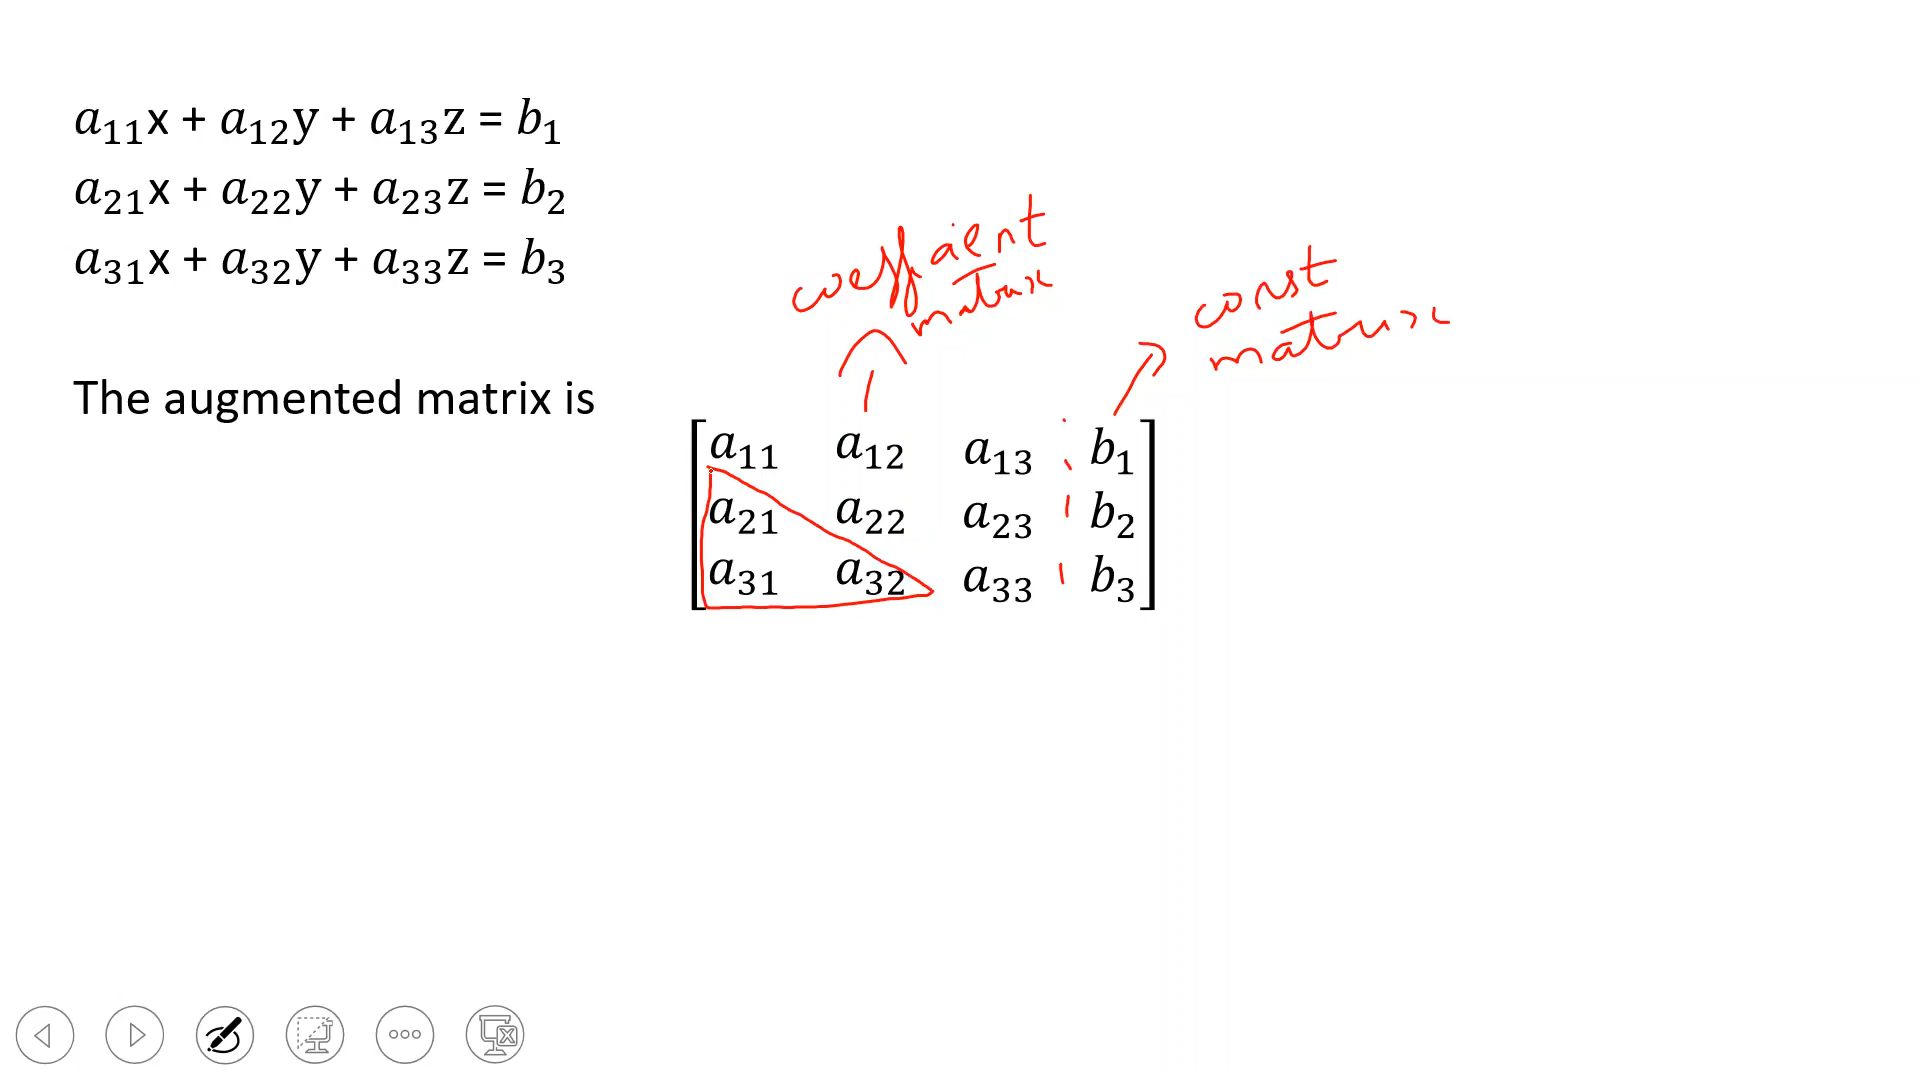 a₁₁x + a₁₂y + a₁₃z = b₁
a₂₁x + a₂₂y + a₂₃z = b₂
a₃₁x + a₃₂y + a₃₃z = b₃
The augmented matrix is
coefficient
matrix
const
matrix
a₁₁ a₁₂ a₁₃ b₁
a₂₁ a₂₂ a₂₃ b₂
a₃₁ a₃₂ a₃₃ b₃